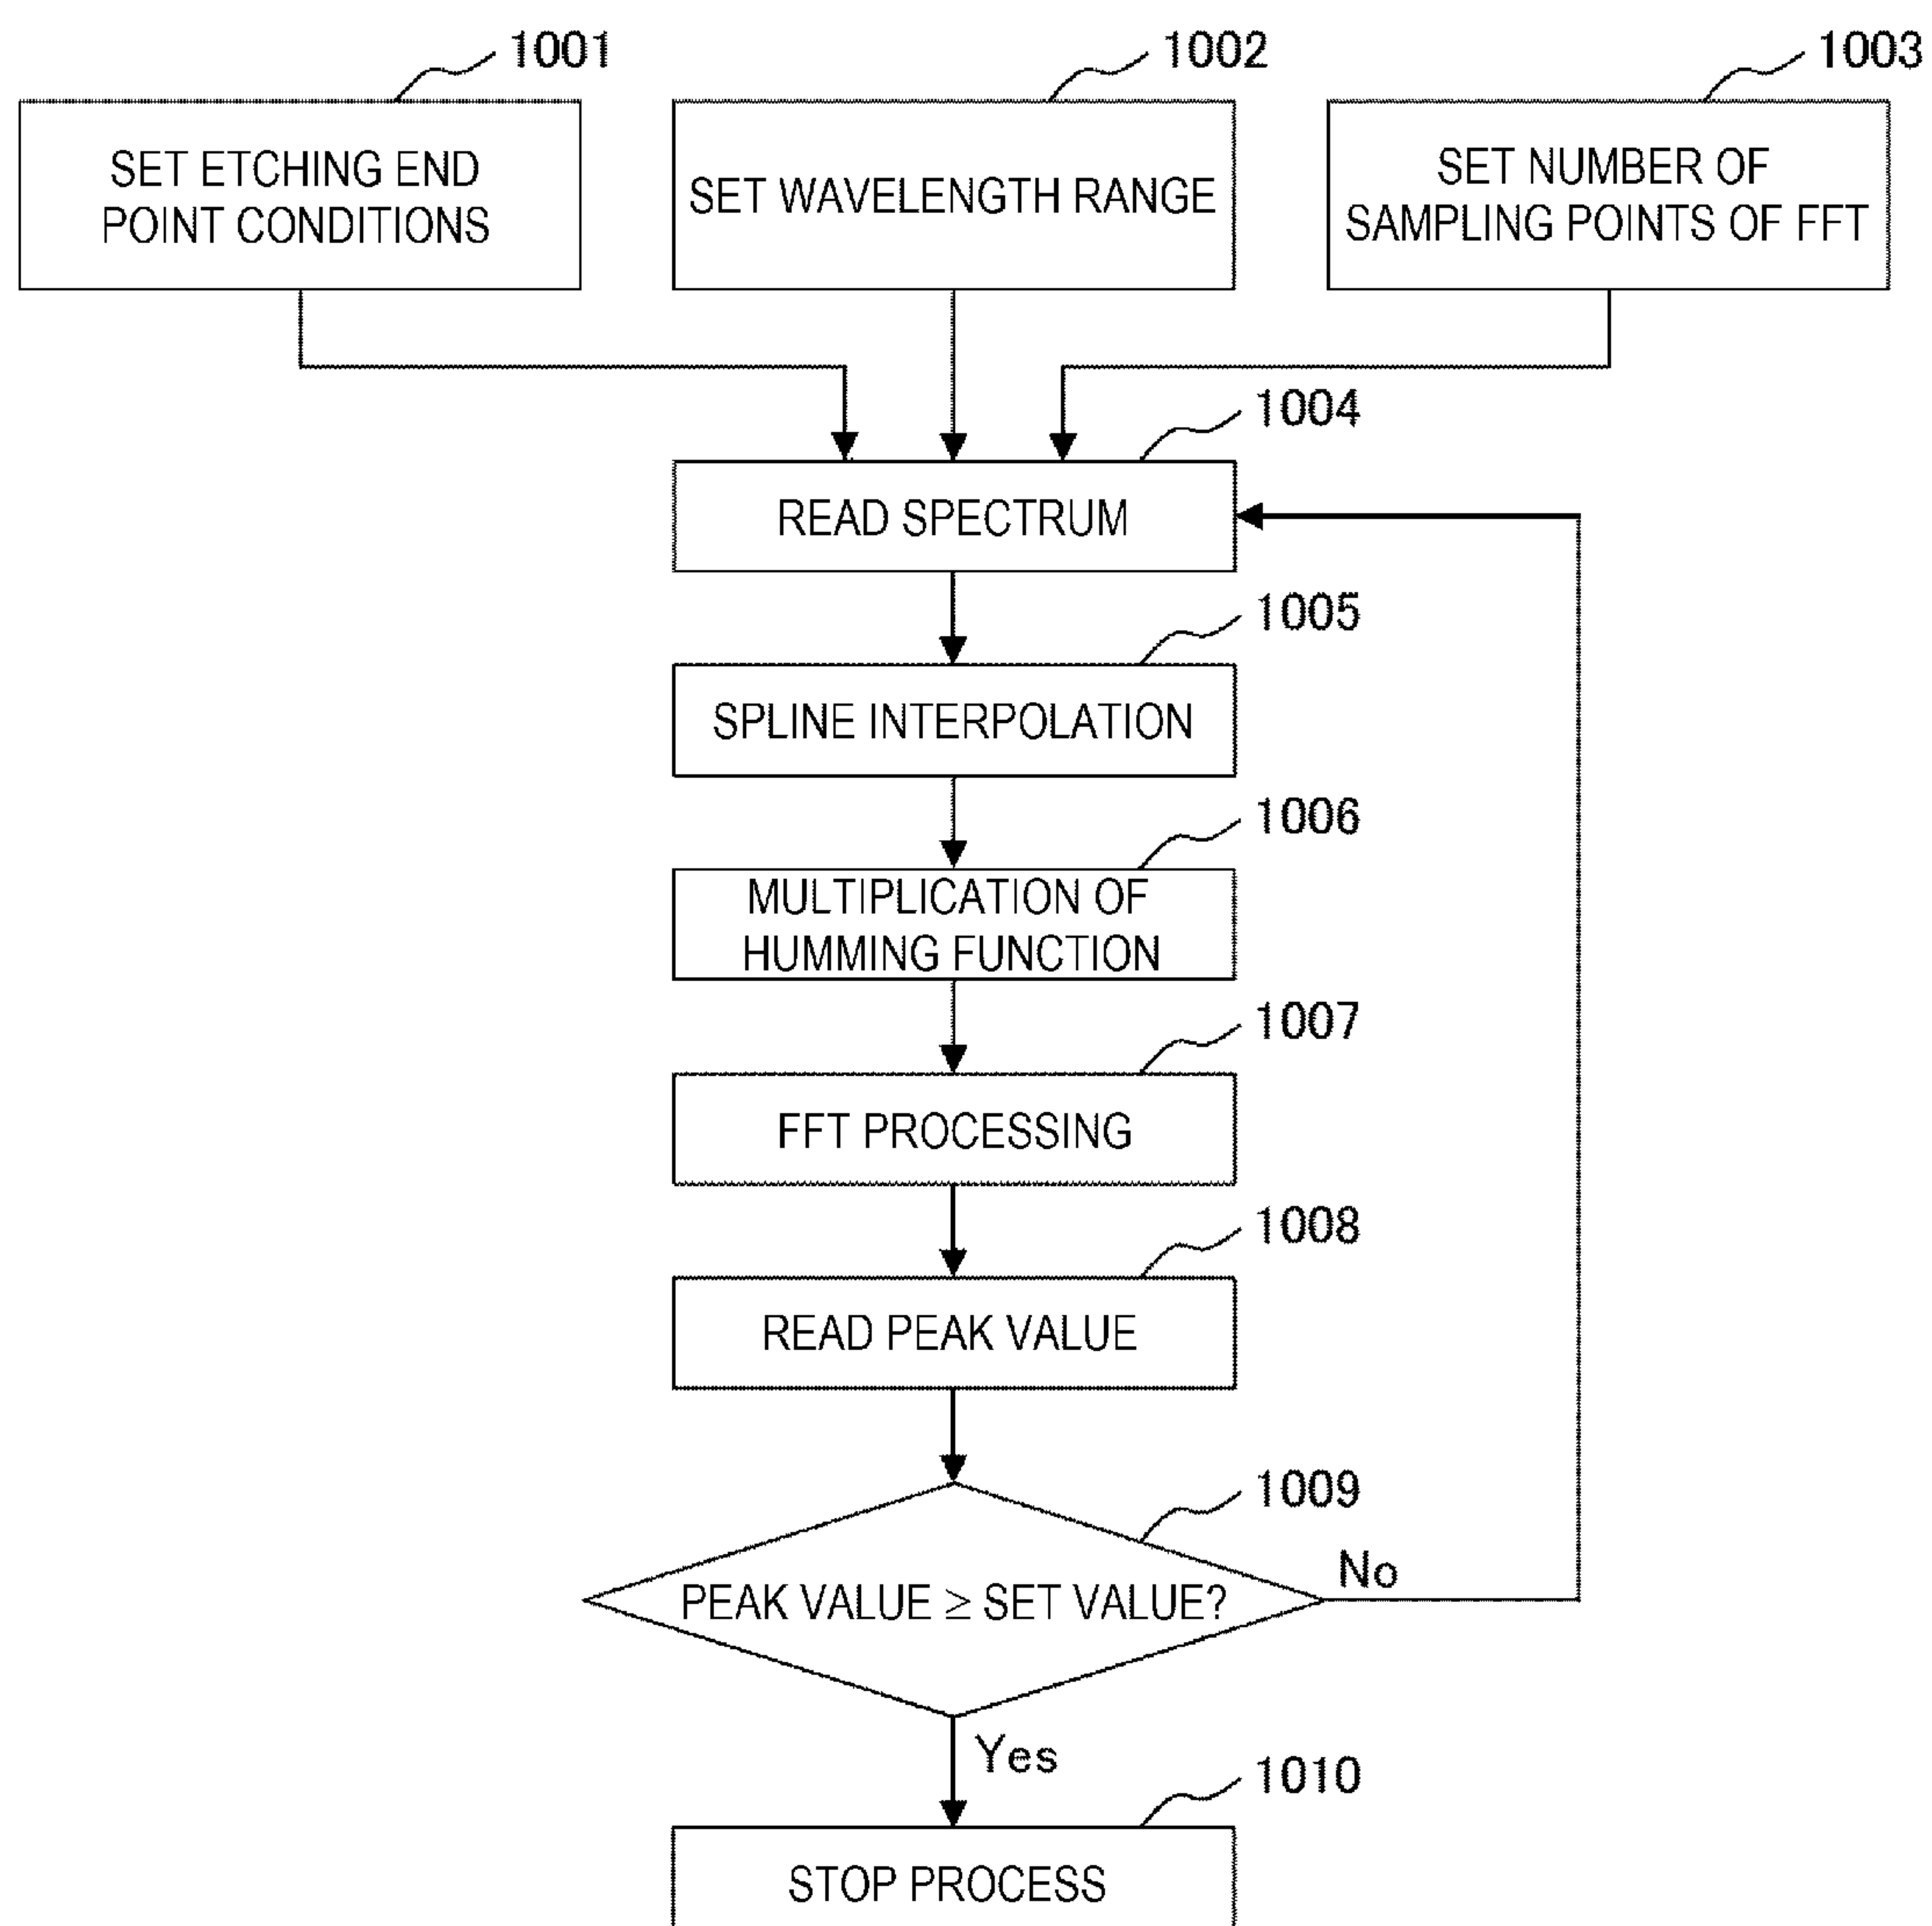 1001
1002
1003
SET ETCHING END
POINT CONDITIONS
SET WAVELENGTH RANGE
SET NUMBER OF
SAMPLING POINTS OF FFT
1004
READ SPECTRUM
1005
SPLINE INTERPOLATION
1006
MULTIPLICATION OF
HUMMING FUNCTION
1007
FFT PROCESSING
1008
READ PEAK VALUE
1009
PEAK VALUE ≥ SET VALUE?
No
Yes
1010
STOP PROCESS